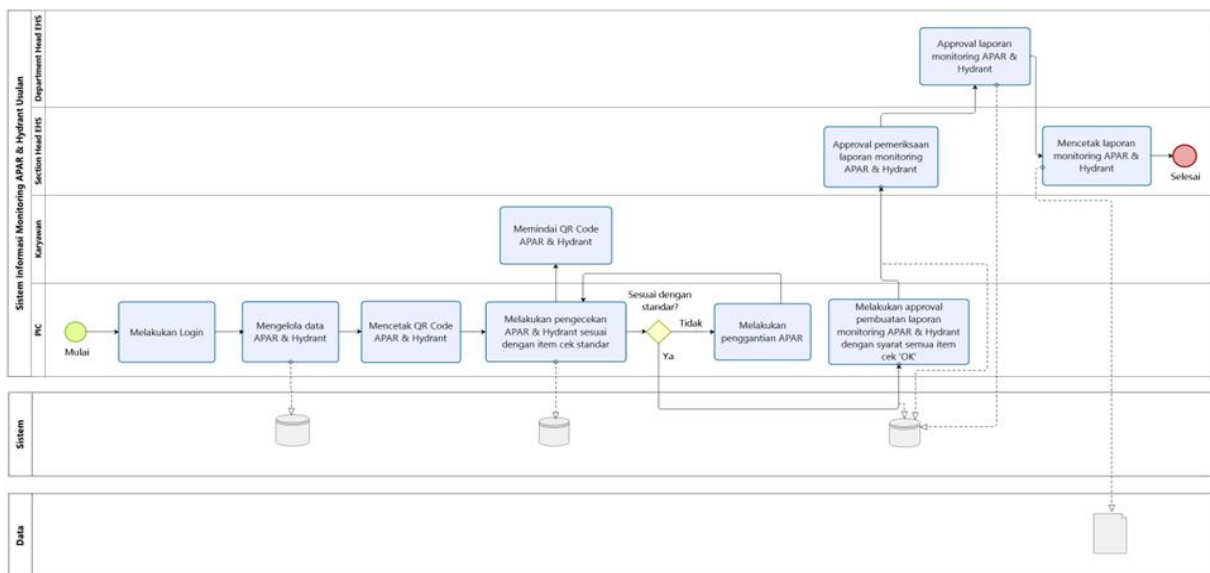 Sistem Informasi Monitoring APAR & Hydrant Usulan
Department Head EHS
Approval laporan
monitoring APAR &
Hydrant
Section Head EHS
Approval pemeriksaan
laporan monitoring
APAR & Hydrant
Mencetak laporan
monitoring APAR &
Hydrant
Selesai
Karyawan
Memindai QR Code
APAR & Hydrant
PIC
Mulai
Melakukan Login
Mengelola data
APAR & Hydrant
Mencetak QR Code
APAR & Hydrant
Melakukan pengecekan
APAR & Hydrant sesuai
dengan item cek standar
Sesuai dengan
standar?
Tidak
Ya
Melakukan
penggantian APAR
Melakukan approval
pembuatan laporan
monitoring APAR & Hydrant
dengan syarat semua item
cek 'OK'
Sistem
Data